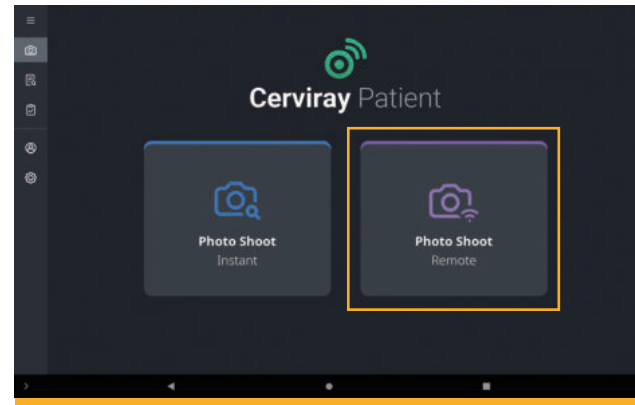 Cerviray Patient
Photo Shoot
Instant
Photo Shoot
Remote